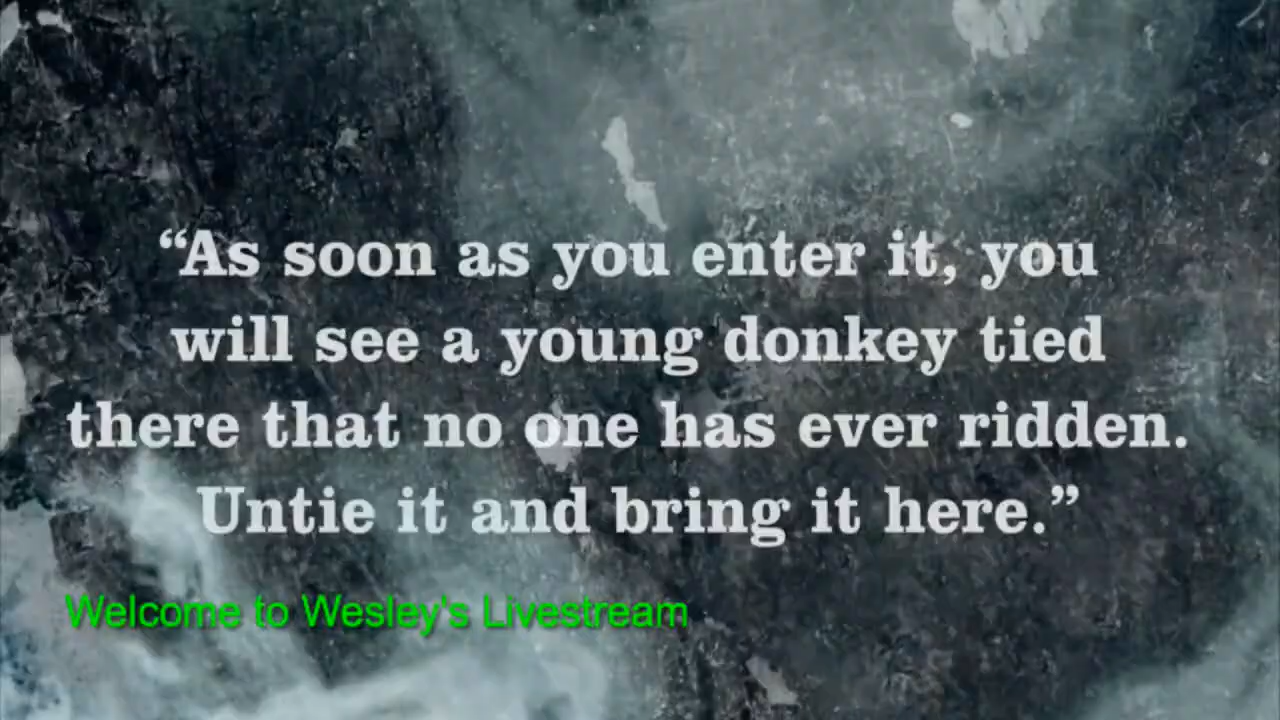 “As soon as you enter it, you
will see a young donkey tied
there that no one has ever ridden.
Untie it and bring it here.”
Welcome to Wesley's Livestream